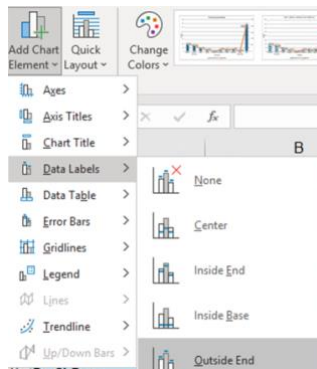 Add Chart Element
Quick Layout
Change Colors
Axes
Axis Titles
fx
Chart Title
B
Data Labels
None
Data Table
Center
Error Bars
Gridlines
Inside End
Legend
Lines
Inside Base
Trendline
Up/Down Bars
Outside End